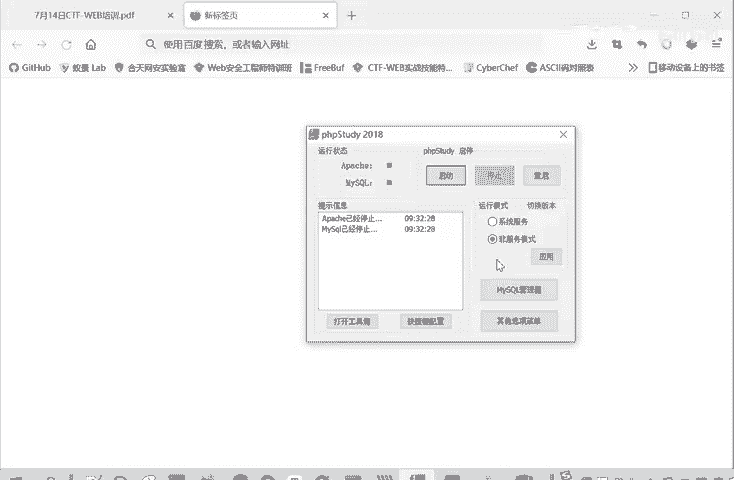 7月14日CTF-WEB培训.pdf
新标签页
使用百度搜索，或者输入网址
GitHub
蚁景 Lab
合天网安实验室
Web安全工程师特训班
FreeBuf
CTF-WEB实战技能特...
CyberChef
ASCII码对照表
移动设备上的书签
phpStudy 2018
运行状态
phpStudy 启停
Apache:
MySQL:
启动
停止
重启
提示信息
Apache已经停止... 09:32:28
MySql已经停止... 09:32:28
运行模式
切换版本
系统服务
非服务模式
应用
MySQL管理器
打开工具箱
快捷键配置
其他选项菜单